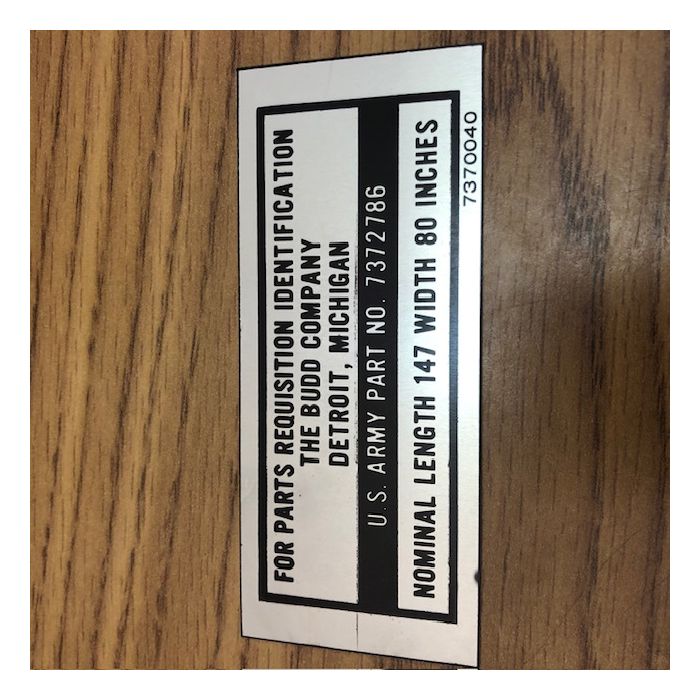 FOR PARTS REQUISITION IDENTIFICATION
THE BUDD COMPANY
DETROIT, MICHIGAN
U.S. ARMY PART NO. 7372786
NOMINAL LENGTH 147 WIDTH 80 INCHES
7370040